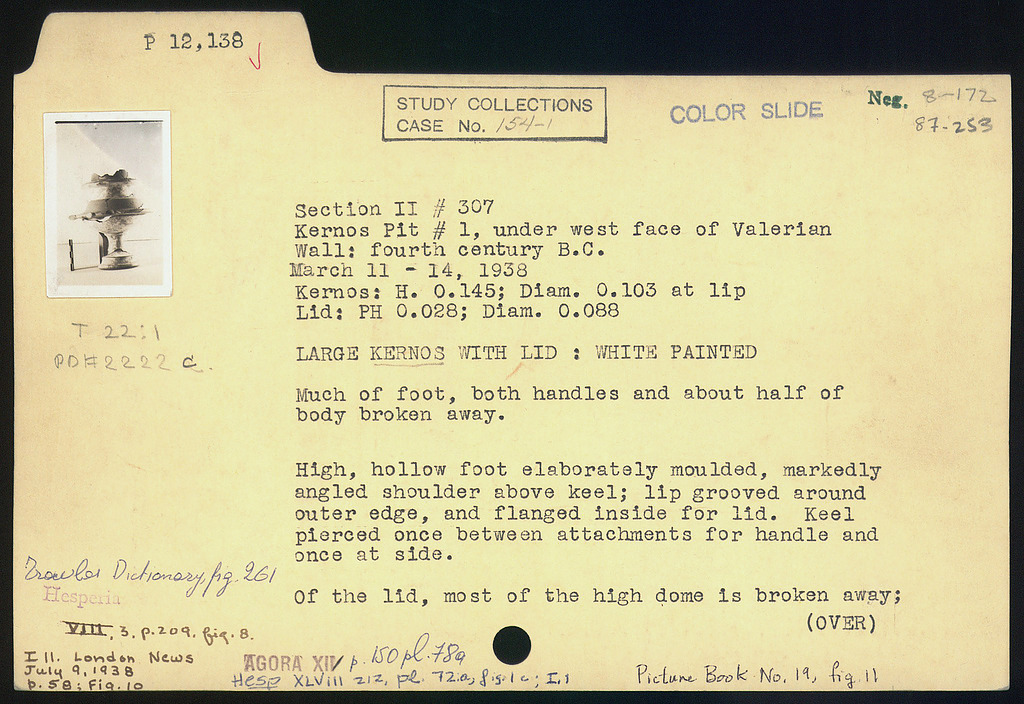 P 12,138
STUDY COLLECTIONS
CASE No. 154-1
COLOR SLIDE
Neg. 8-172
87-253
Section II # 307
Kernos Pit # 1, under west face of Valerian
Wall: fourth century B.C.
March 11 - 14, 1938
Kernos: H. 0.145; Diam. 0.103 at lip
Lid: PH 0.028; Diam. 0.088
T 22:1
PD#2222 c.
LARGE KERNOS WITH LID : WHITE PAINTED
Much of foot, both handles and about half of
body broken away.
High, hollow foot elaborately moulded, markedly
angled shoulder above keel; lip grooved around
outer edge, and flanged inside for lid. Keel
pierced once between attachments for handle and
once at side.
Of the lid, most of the high dome is broken away;
(OVER)
Travlos Dictionary, fig. 261
Hesperia
VIII, 3. p. 209. fig. 8.
Ill. London News
July 9, 1938
p. 58; Fig. 10
AGORA XIV p. 150 pl. 78a
Hesp XLVIII 212, pl. 72a, fig. 1c; I,1
Picture Book No. 19, fig. 11